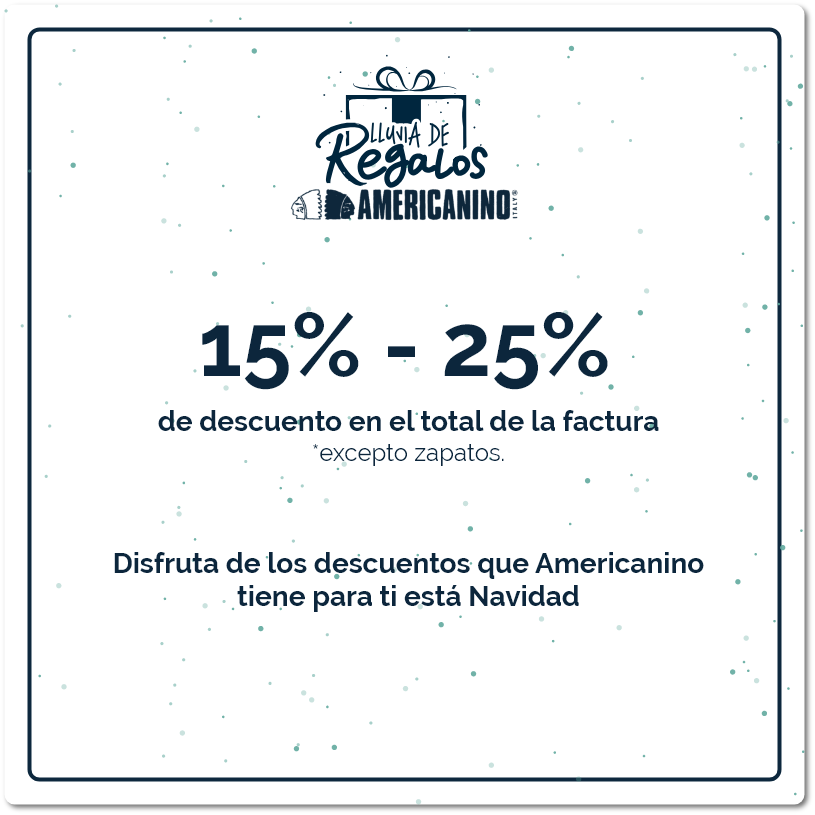 LLUVIA DE
Regalos
AMERICANINO ITALY®
15% - 25%
de descuento en el total de la factura
*excepto zapatos.
Disfruta de los descuentos que Americanino
tiene para ti está Navidad